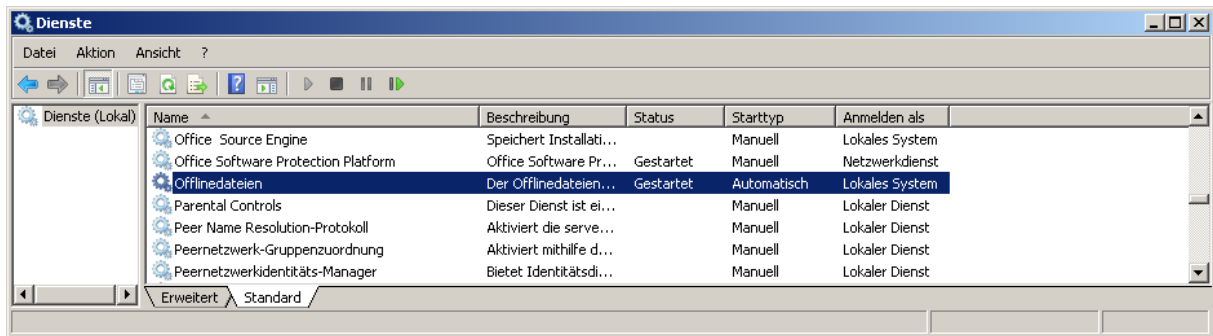 Dienste
Datei Aktion Ansicht ?
Dienste (Lokal)
Name Beschreibung Status Starttyp Anmelden als
Office Source Engine Speichert Installati... Manuell Lokales System
Office Software Protection Platform Office Software Pr... Gestartet Manuell Netzwerkdienst
Offlinedateien Der Offlinedateien... Gestartet Automatisch Lokales System
Parental Controls Dieser Dienst ist ei... Manuell Lokaler Dienst
Peer Name Resolution-Protokoll Aktiviert die serve... Manuell Lokaler Dienst
Peernetzwerk-Gruppenzuordnung Aktiviert mithilfe d... Manuell Lokaler Dienst
Peernetzwerkidentitäts-Manager Bietet Identitätsdi... Manuell Lokaler Dienst
Erweitert Standard